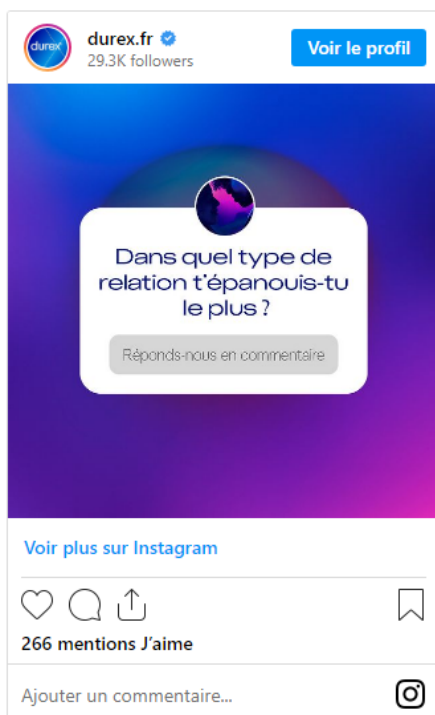 durex
durex.fr
29.3K followers
Voir le profil
Dans quel type de
relation t'épanouis-tu
le plus ?
Réponds-nous en commentaire
Voir plus sur Instagram
266 mentions J’aime
Ajouter un commentaire...